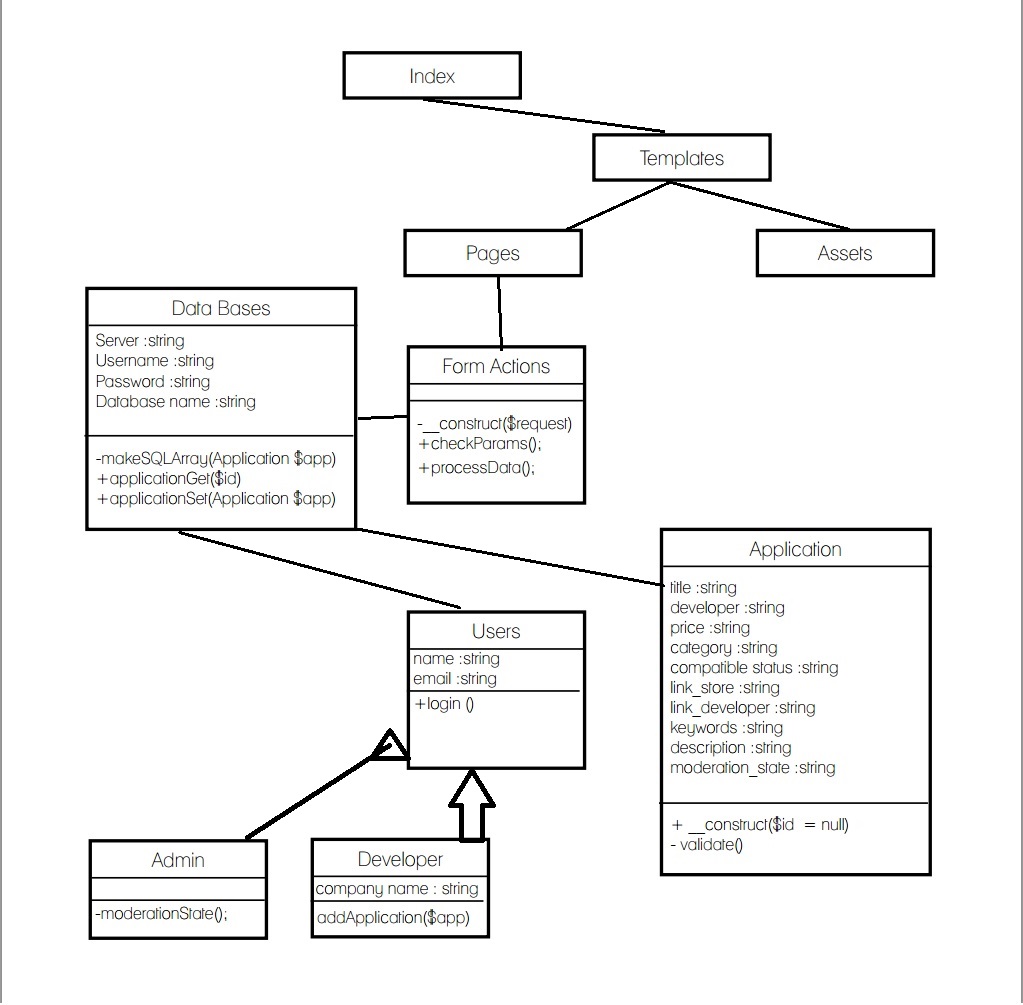 Index
Templates
Pages
Assets
Data Bases
Server :string
Username :string
Password :string
Database name :string
-makeSQLArray(Application $app)
+applicationGet($id)
+applicationSet(Application $app)
Form Actions
-__construct($request)
+checkParams();
+processData();
Application
title :string
developer :string
price :string
category :string
compatible status :string
link_store :string
link_developer :string
keywords :string
description :string
moderation_state :string
+ __construct($id = null)
- validate()
Users
name :string
email :string
+login ()
Admin
-moderationState();
Developer
company name : string
addApplication($app)